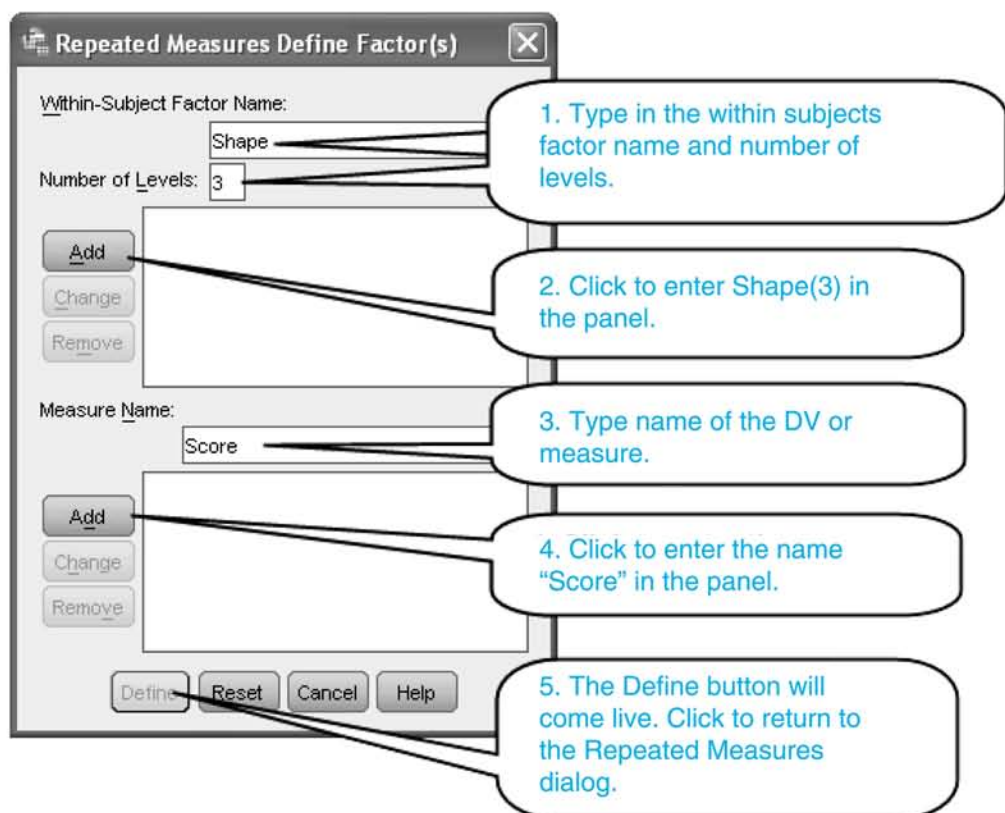 Repeated Measures Define Factor(s)
Within-Subject Factor Name:
Shape
Number of Levels: 3
Add
Change
Remove
Measure Name:
Score
Add
Change
Remove
Define
Reset
Cancel
Help
1. Type in the within subjects
factor name and number of
levels.
2. Click to enter Shape(3) in
the panel.
3. Type name of the DV or
measure.
4. Click to enter the name
“Score” in the panel.
5. The Define button will
come live. Click to return to
the Repeated Measures
dialog.